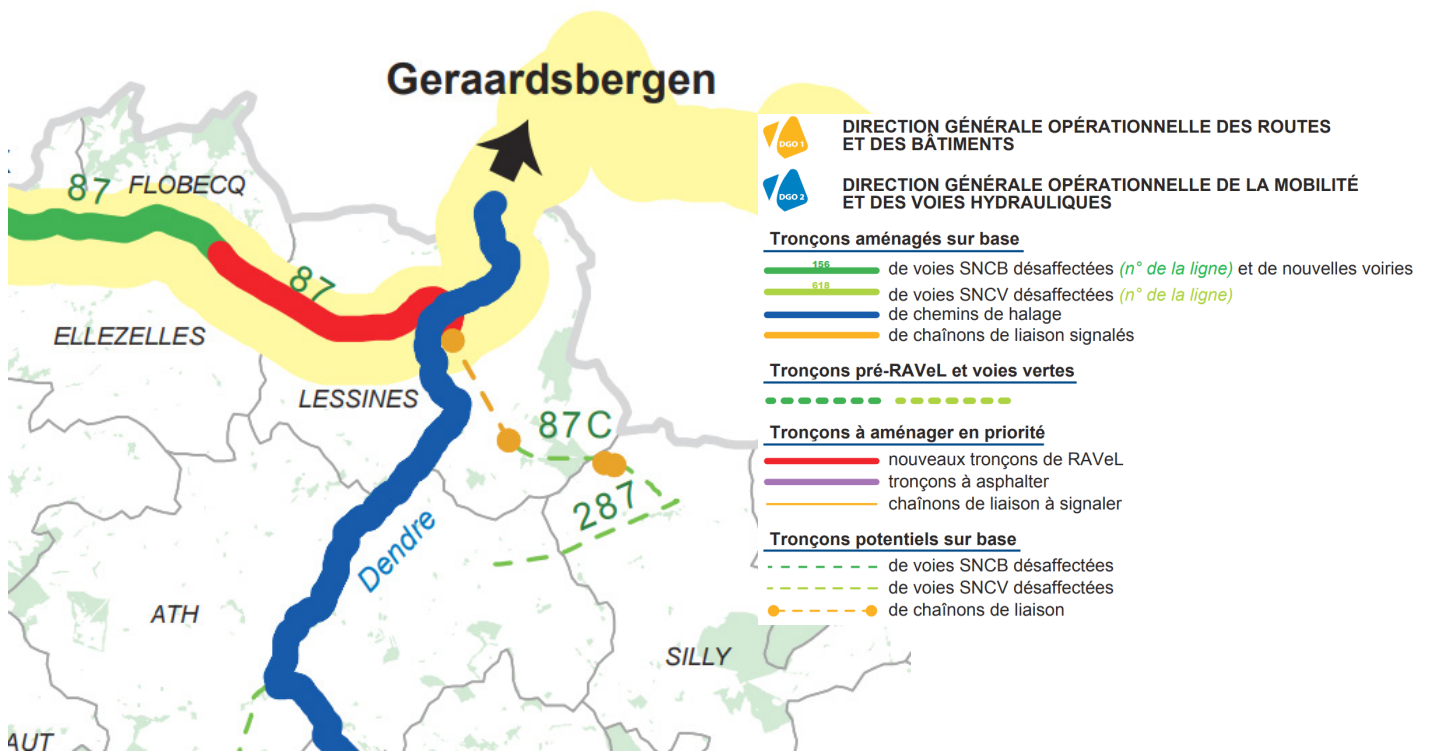 Geraardsbergen
87
FLOBECQ
87
ELLEZELLES
LESSINES
87C
287
Dendre
ATH
SILLY
AUT
DGO 1
DIRECTION GÉNÉRALE OPÉRATIONNELLE DES ROUTES
ET DES BÂTIMENTS
DGO 2
DIRECTION GÉNÉRALE OPÉRATIONNELLE DE LA MOBILITÉ
ET DES VOIES HYDRAULIQUES
Tronçons aménagés sur base
156
de voies SNCB désaffectées (n° de la ligne) et de nouvelles voiries
618
de voies SNCV désaffectées (n° de la ligne)
de chemins de halage
de chaînons de liaison signalés
Tronçons pré-RAVeL et voies vertes
Tronçons à aménager en priorité
nouveaux tronçons de RAVeL
tronçons à asphalter
chaînons de liaison à signaler
Tronçons potentiels sur base
de voies SNCB désaffectées
de voies SNCV désaffectées
de chaînons de liaison